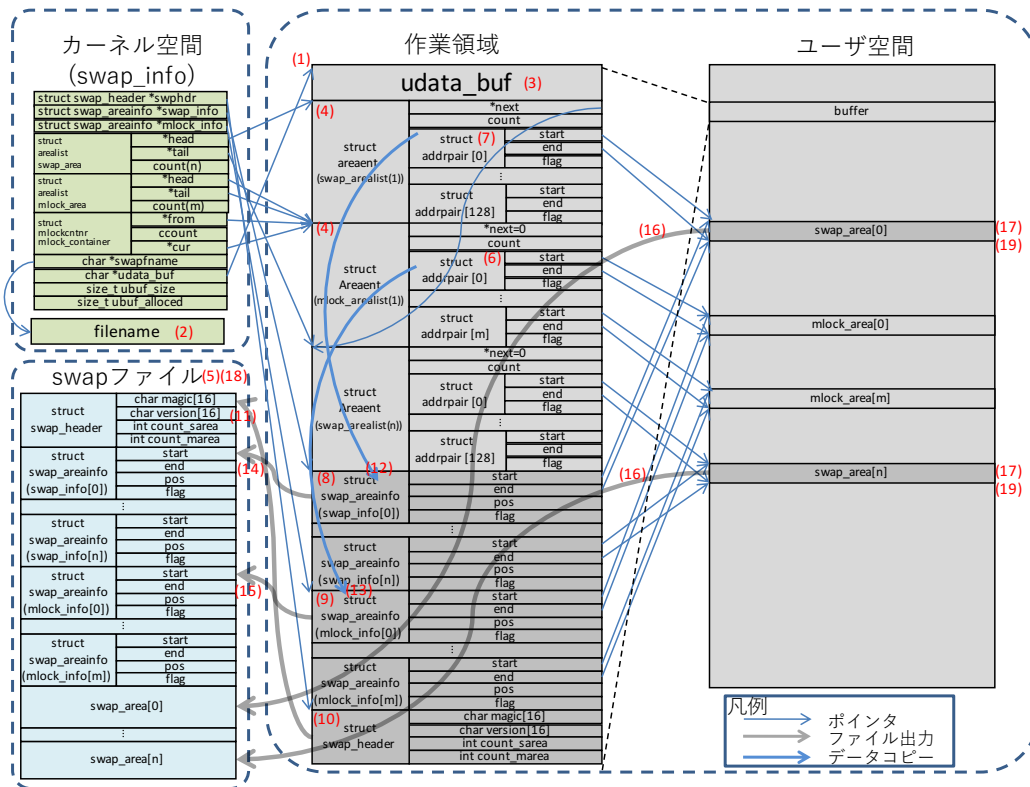 カーネル空間
(swap_info)
struct swap_header *swphdr
struct swap_areainfo *swap_info
struct swap_areainfo *mlock_info
struct
arealist
swap_area
*head
*tail
count(n)
struct
arealist
mlock_area
*head
*tail
count(m)
struct
mlockcntnr
mlock_container
*from
ccount
*cur
char *swapfname
char *udata_buf
size_t ubuf_size
size_t ubuf_alloced
filename (2)
swapファイル(5)(18)
struct
swap_header
char magic[16]
char version[16]
int count_sarea
int count_marea
(11)
struct
swap_areainfo
(swap_info[0])
start
end
pos
flag
(14)
⋮
struct
swap_areainfo
(swap_info[n])
start
end
pos
flag
struct
swap_areainfo
(mlock_info[0])
start
end
pos
flag
(15)
⋮
struct
swap_areainfo
(mlock_info[m])
start
end
pos
flag
swap_area[0]
⋮
swap_area[n]
作業領域
(1)
udata_buf (3)
(4)
struct
areaent
(swap_arealist(1))
*next
count
struct (7)
addrpair [0]
start
end
flag
⋮
struct
addrpair [128]
start
end
flag
(4)
struct
Areaent
(mlock_arealist(1))
*next=0
count
struct (6)
addrpair [0]
start
end
flag
⋮
struct
addrpair [m]
start
end
flag
struct
Areaent
(swap_arealist(n))
*next=0
count
struct
addrpair [0]
start
end
flag
⋮
struct
addrpair [128]
start
end
flag
(12)
(8)
struct
swap_areainfo
(swap_info[0])
start
end
pos
flag
⋮
struct
swap_areainfo
(swap_info[n])
start
end
pos
flag
(13)
(9)
struct
swap_areainfo
(mlock_info[0])
start
end
pos
flag
⋮
struct
swap_areainfo
(mlock_info[m])
start
end
pos
flag
(10)
struct
swap_header
char magic[16]
char version[16]
int count_sarea
int count_marea
ユーザ空間
buffer
(16)
swap_area[0]
(17)
(19)
mlock_area[0]
mlock_area[m]
(16)
swap_area[n]
(17)
(19)
凡例
ポインタ
ファイル出力
データコピー